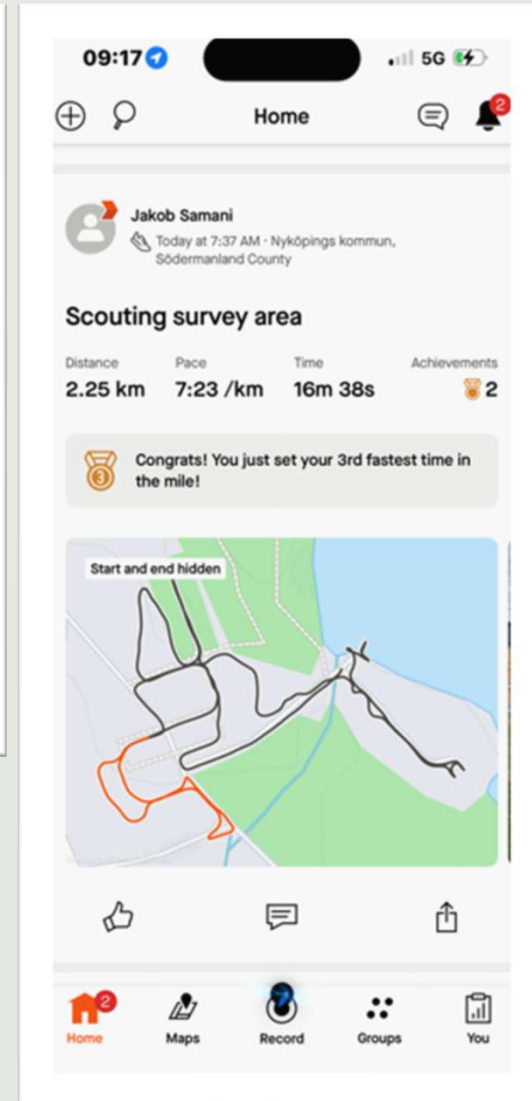 09:17
5G
Home
2
Jakob Samani
Today at 7:37 AM · Nyköpings kommun,
Södermanland County
Scouting survey area
Distance Pace Time Achievements
2.25 km 7:23 /km 16m 38s 2
3
Congrats! You just set your 3rd fastest time in
the mile!
Start and end hidden
2
Home Maps Record Groups You